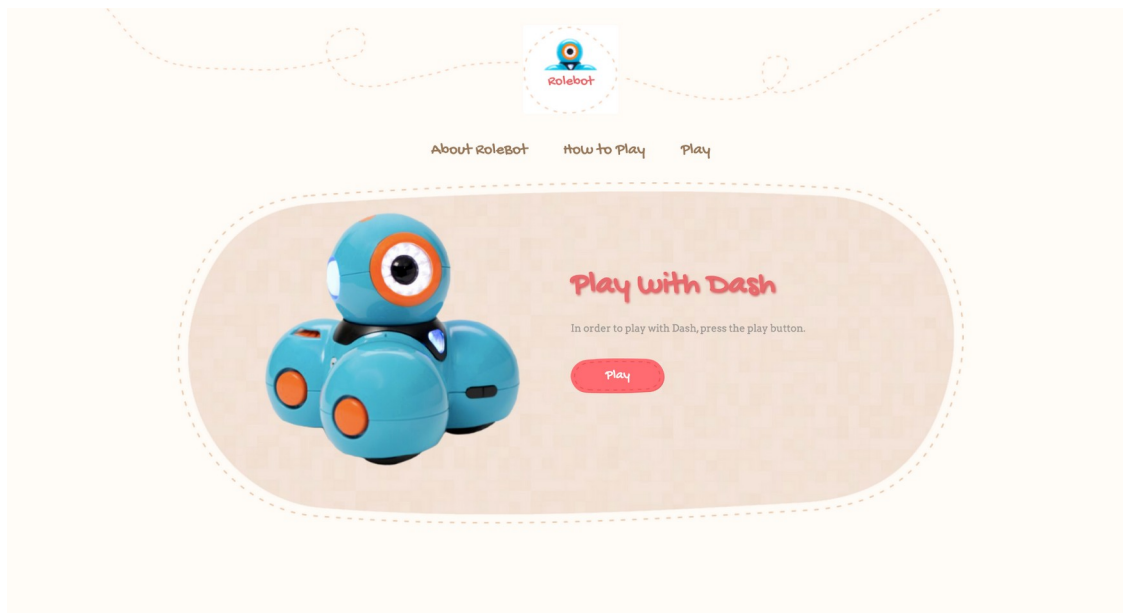 Rolebot
About RoleBot How to Play Play
Play with Dash
In order to play with Dash, press the play button.
Play